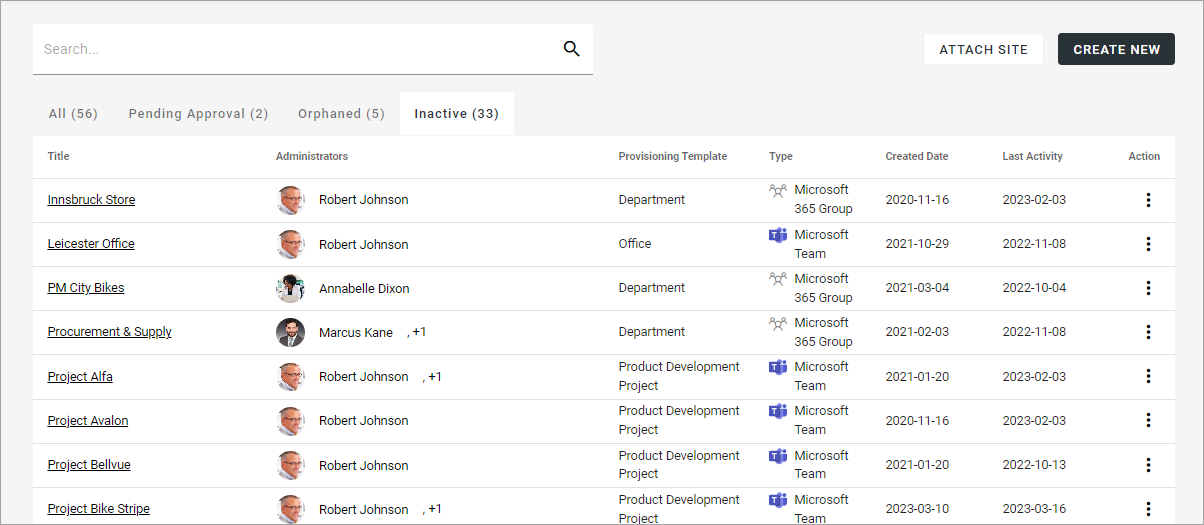 Search...
ATTACH SITE
CREATE NEW
All (56) Pending Approval (2) Orphaned (5) Inactive (33)
Title Administrators Provisioning Template Type Created Date Last Activity Action
Innsbruck Store Robert Johnson Department Microsoft 365 Group 2020-11-16 2023-02-03
Leicester Office Robert Johnson Office Microsoft Team 2021-10-29 2022-11-08
PM City Bikes Annabelle Dixon Department Microsoft 365 Group 2021-03-04 2022-10-04
Procurement & Supply Marcus Kane , +1 Department Microsoft 365 Group 2021-02-03 2022-11-08
Project Alfa Robert Johnson , +1 Product Development Project Microsoft Team 2021-01-20 2023-02-03
Project Avalon Robert Johnson Product Development Project Microsoft Team 2020-11-16 2023-02-03
Project Bellvue Robert Johnson Product Development Project Microsoft Team 2021-01-20 2022-10-13
Project Bike Stripe Robert Johnson , +1 Product Development Project Microsoft Team 2023-03-10 2023-03-16